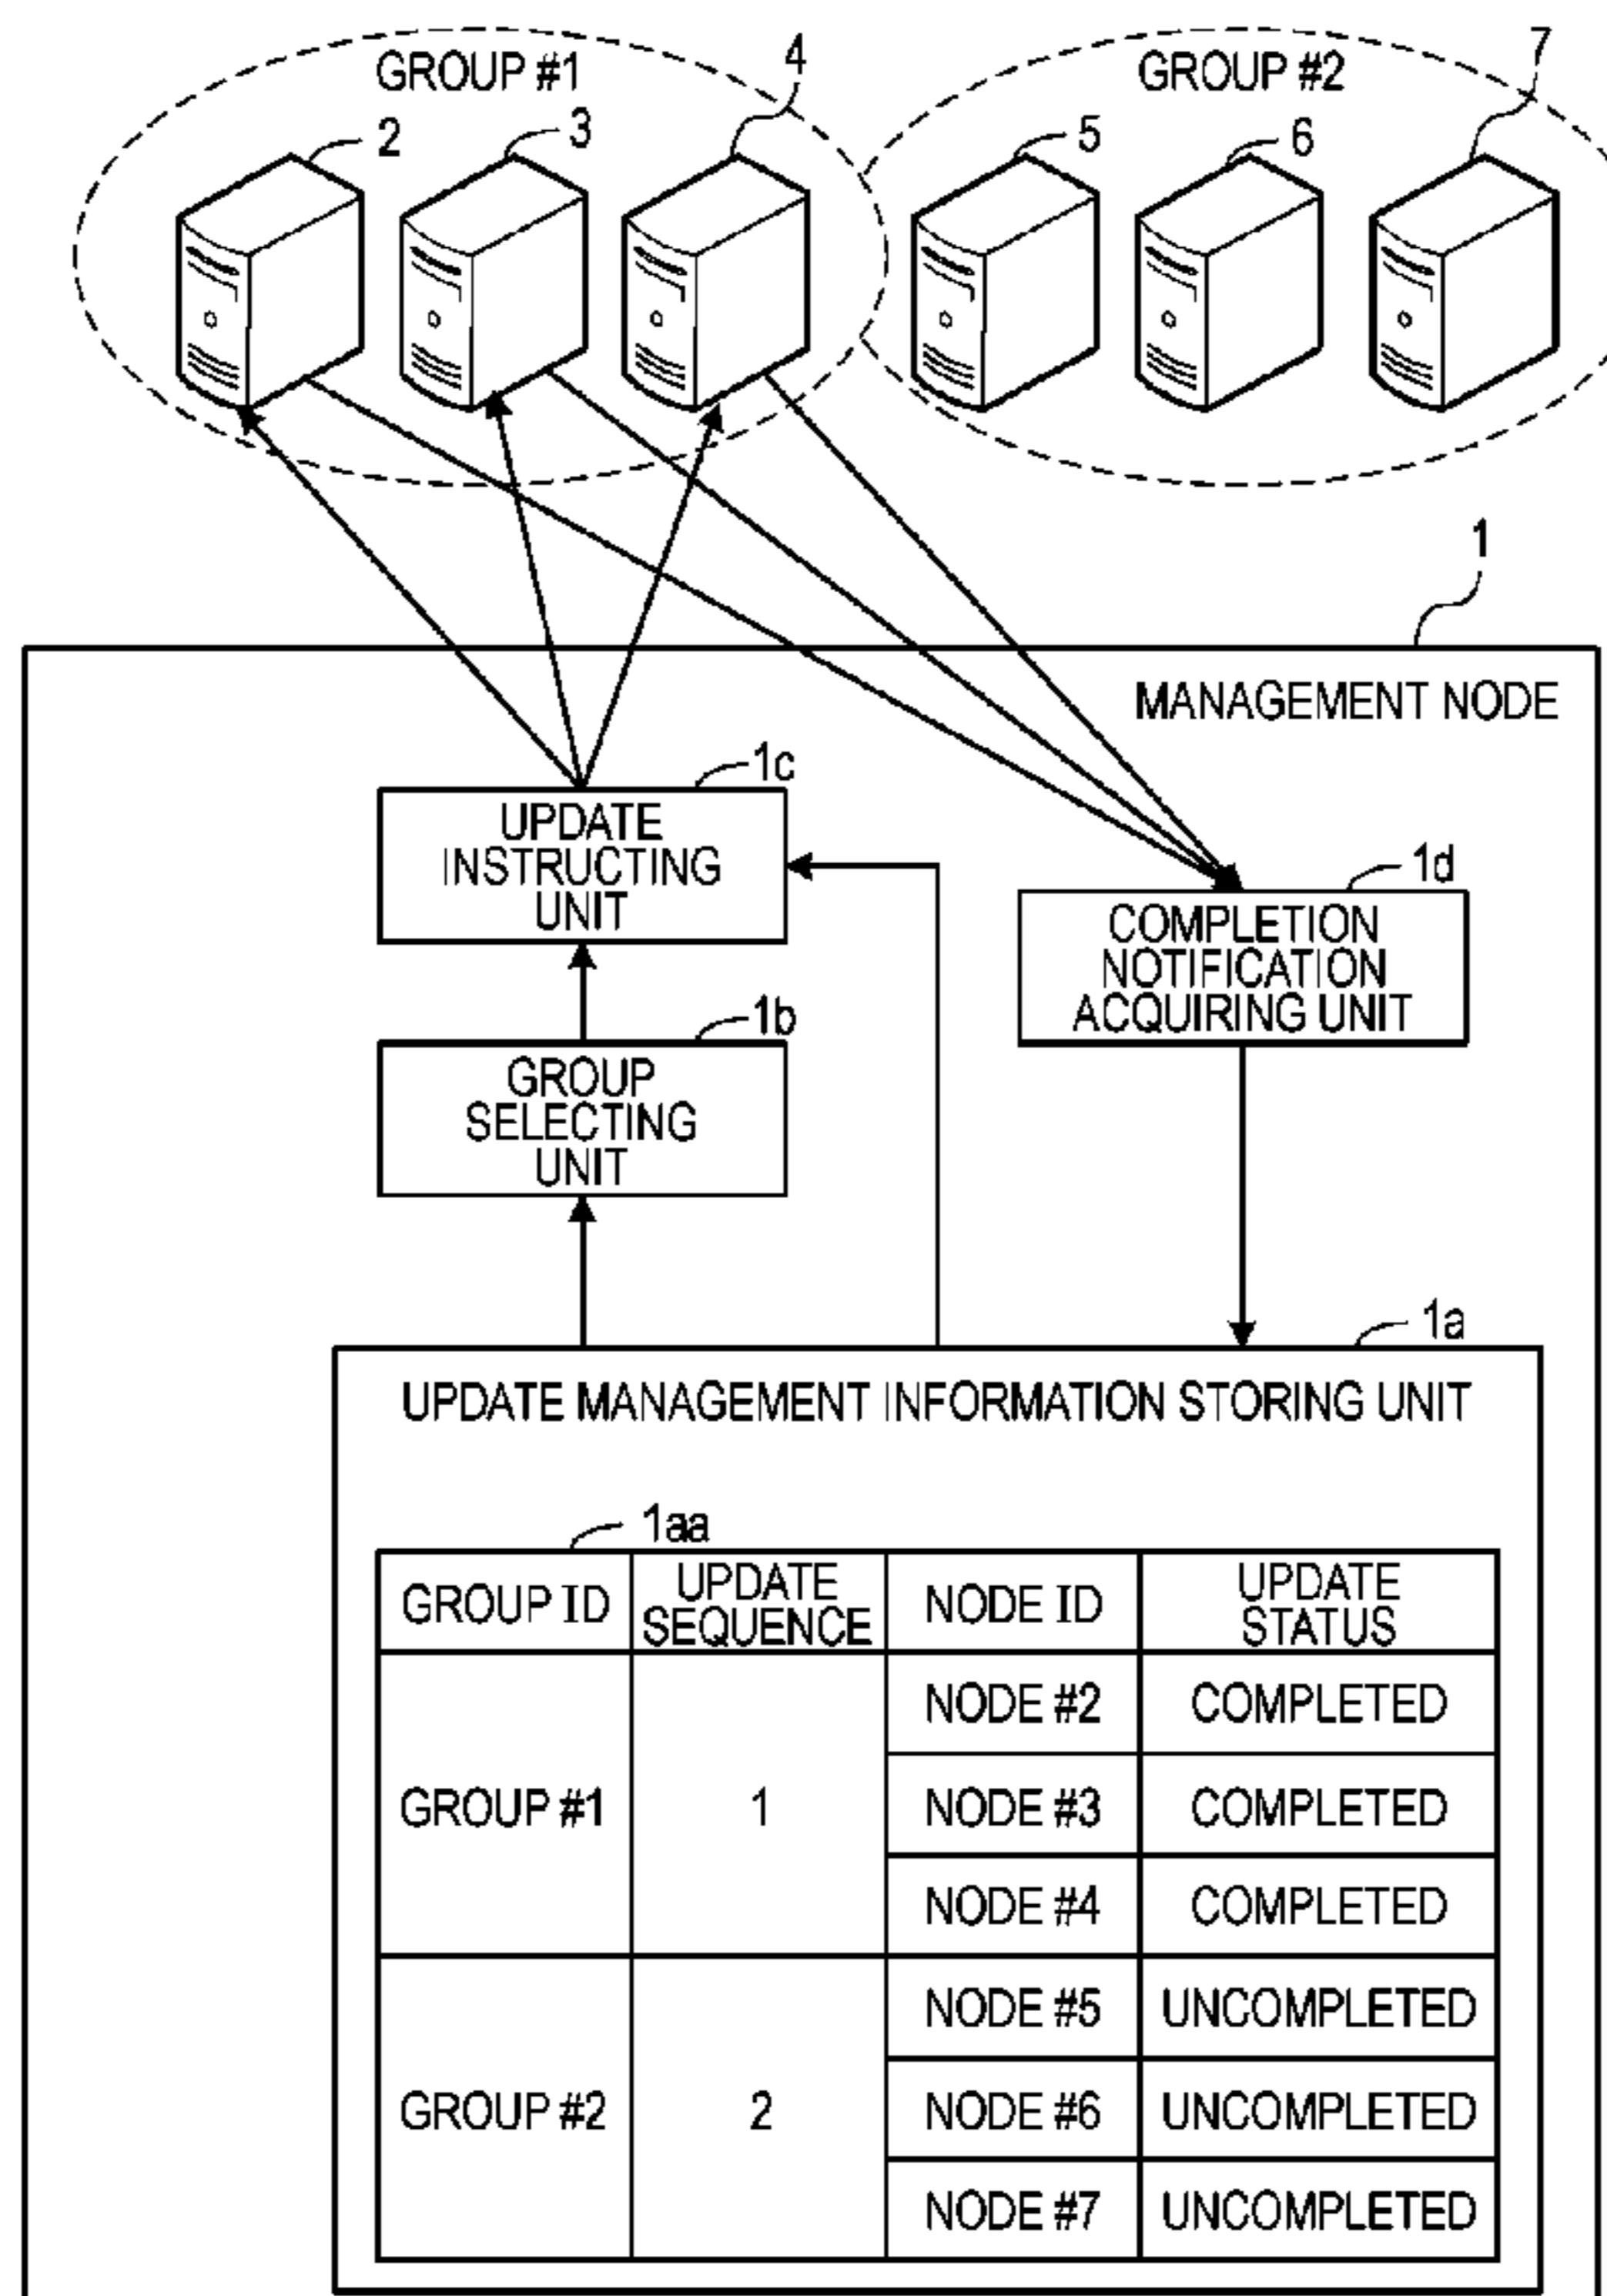 GROUP #1
4
GROUP #2
7
2
3
5
6
1
MANAGEMENT NODE
1c
UPDATE
INSTRUCTING
UNIT
1d
COMPLETION
NOTIFICATION
ACQUIRING UNIT
1b
GROUP
SELECTING
UNIT
1a
UPDATE MANAGEMENT INFORMATION STORING UNIT
1aa
GROUP ID
UPDATE
SEQUENCE
NODE ID
UPDATE
STATUS
GROUP #1
1
NODE #2
COMPLETED
NODE #3
COMPLETED
NODE #4
COMPLETED
GROUP #2
2
NODE #5
UNCOMPLETED
NODE #6
UNCOMPLETED
NODE #7
UNCOMPLETED